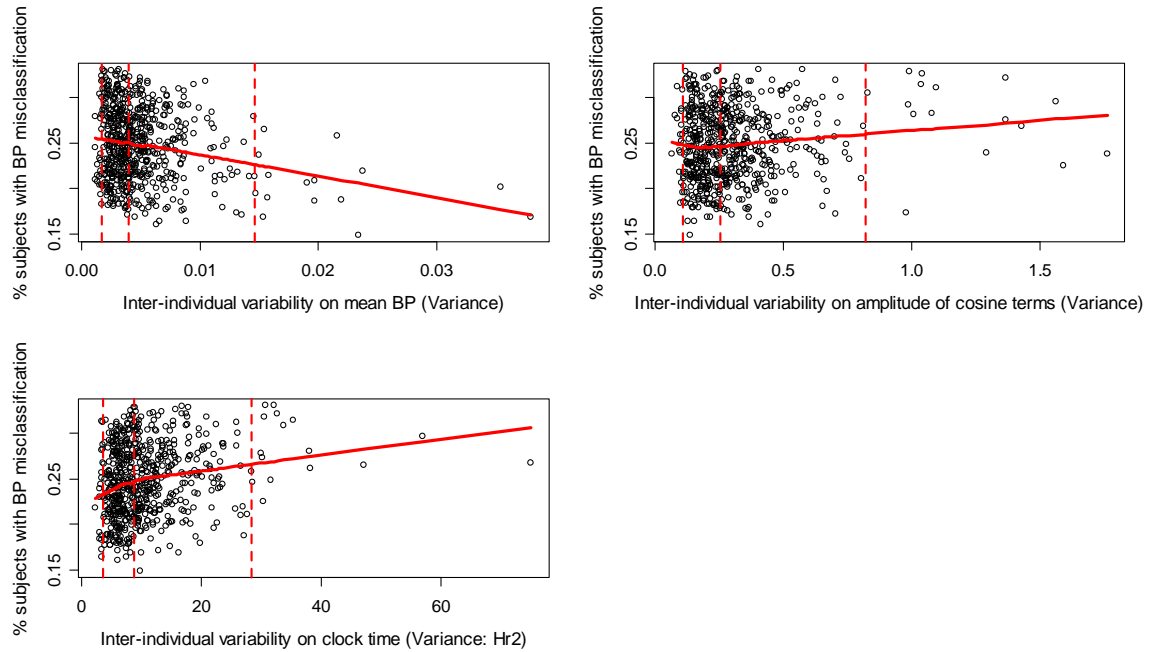 % subjects with BP misclassification
0.15 0.25
0.00 0.01 0.02 0.03
Inter-individual variability on mean BP (Variance)
% subjects with BP misclassification
0.15 0.25
0.0 0.5 1.0 1.5
Inter-individual variability on amplitude of cosine terms (Variance)
% subjects with BP misclassification
0.15 0.25
0 20 40 60
Inter-individual variability on clock time (Variance: Hr2)